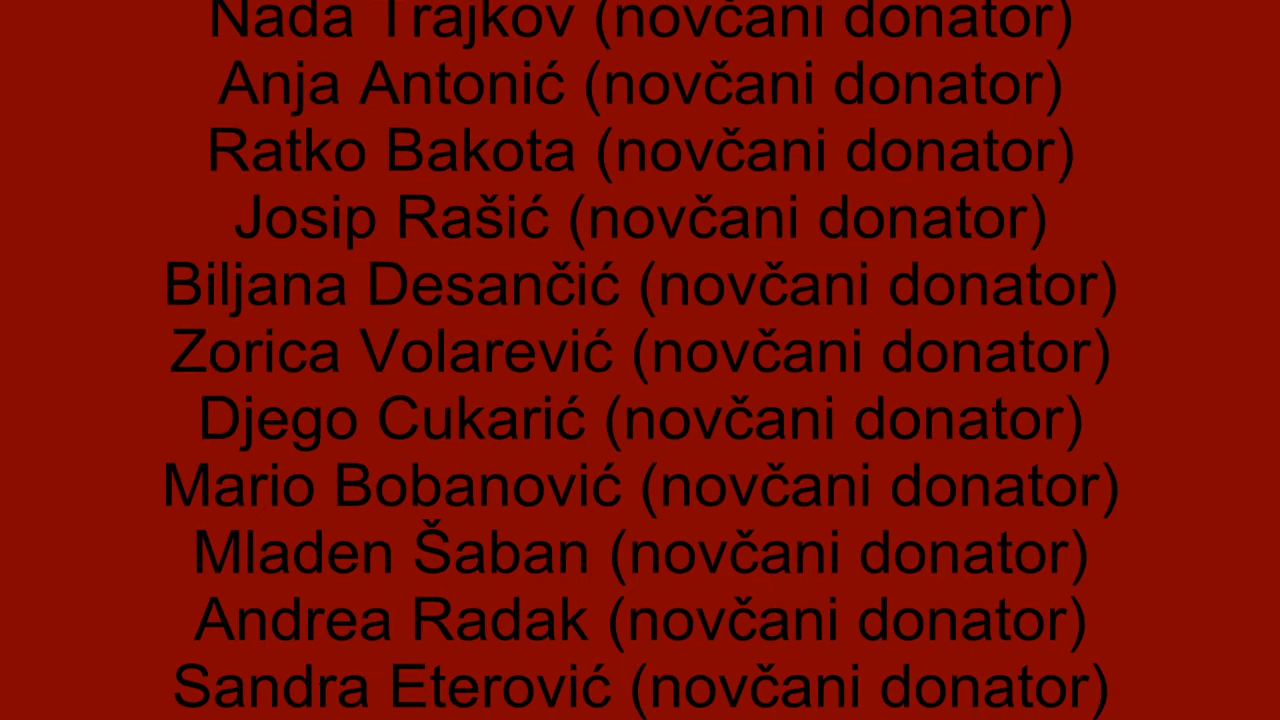 Nada Trajkov (novčani donator)
Anja Antonić (novčani donator)
Ratko Bakota (novčani donator)
Josip Rašić (novčani donator)
Biljana Desančić (novčani donator)
Zorica Volarević (novčani donator)
Djego Cukarić (novčani donator)
Mario Bobanović (novčani donator)
Mladen Šaban (novčani donator)
Andrea Radak (novčani donator)
Sandra Eterović (novčani donator)